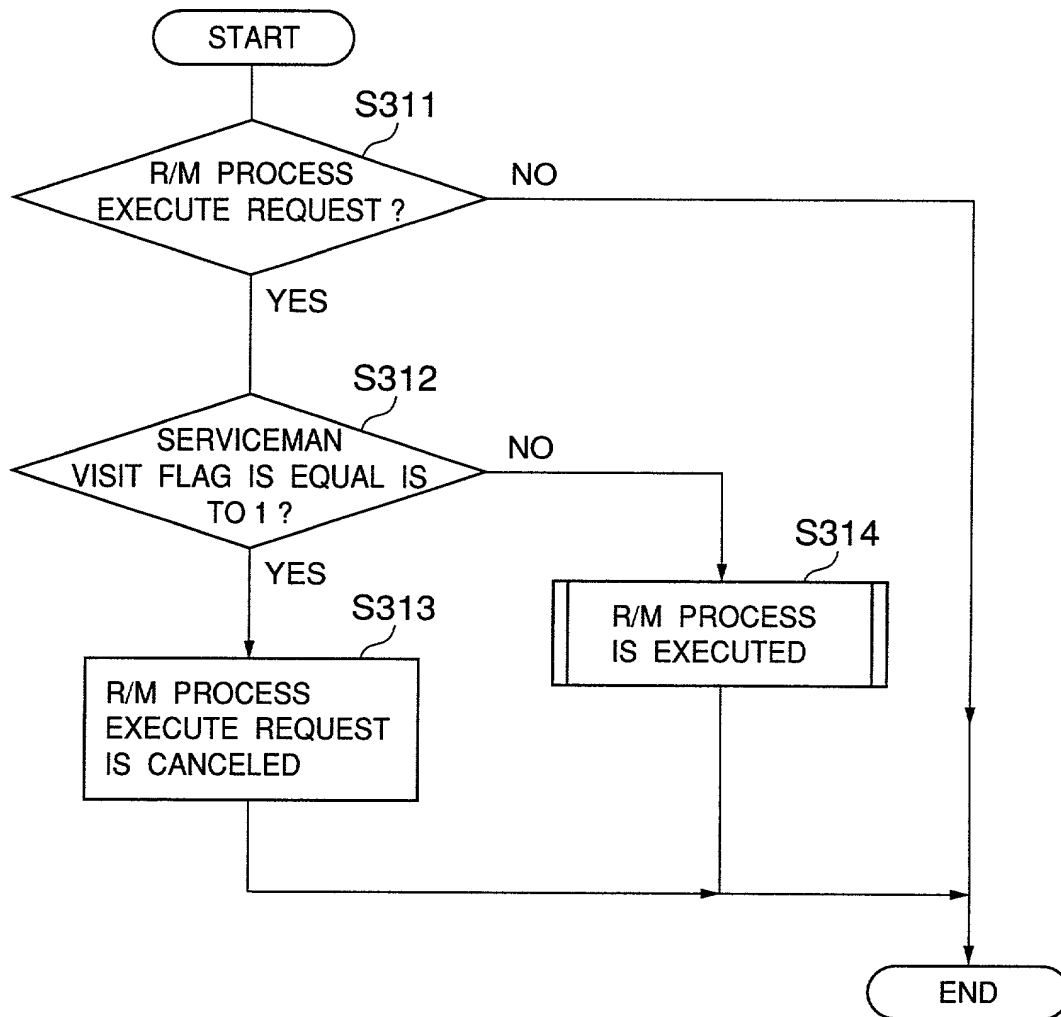 START
S311
R/M PROCESS
EXECUTE REQUEST ?
NO
YES
S312
SERVICEMAN
VISIT FLAG IS EQUAL IS
TO 1 ?
NO
YES
S314
R/M PROCESS
IS EXECUTED
S313
R/M PROCESS
EXECUTE REQUEST
IS CANCELED
END